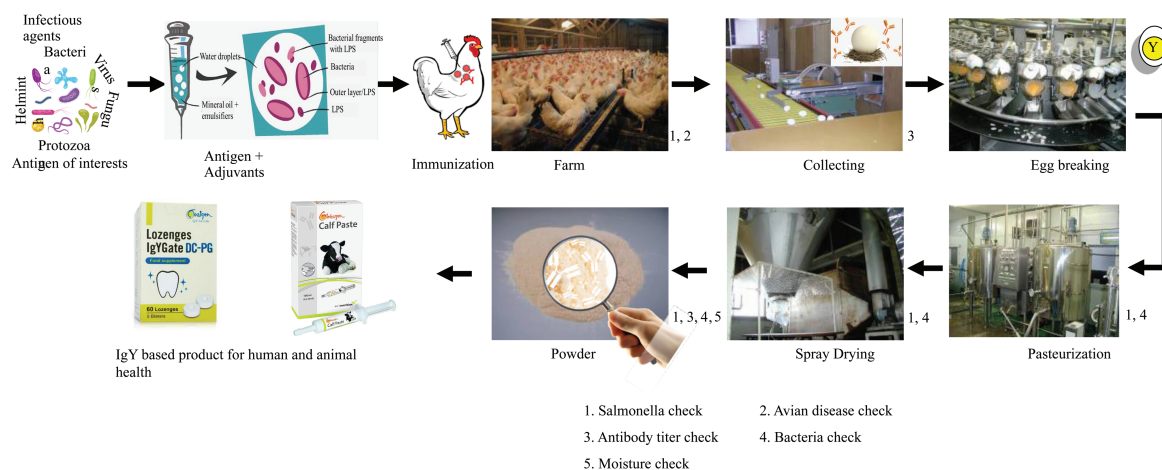 Infectious
agents
Bacteri
a
Virus
s
Fungu
Helmint
h
Protozoa
a
Antigen of interests
Water droplets
Mineral oil +
emulsifiers
Bacterial fragments
with LPS
Bacteria
Outer layer/LPS
LPS
Antigen +
Adjuvants
Immunization
1, 2
Farm
3
Collecting
Egg breaking
Y
Lozenges
IgYGate DC-PG
Food supplement
60 Lozenges
Calf Paste
Calf Paste
IgY based product for human and animal
health
1, 3, 4, 5
Powder
1, 4
Spray Drying
1, 4
Pasteurization
1. Salmonella check
2. Avian disease check
3. Antibody titer check
4. Bacteria check
5. Moisture check